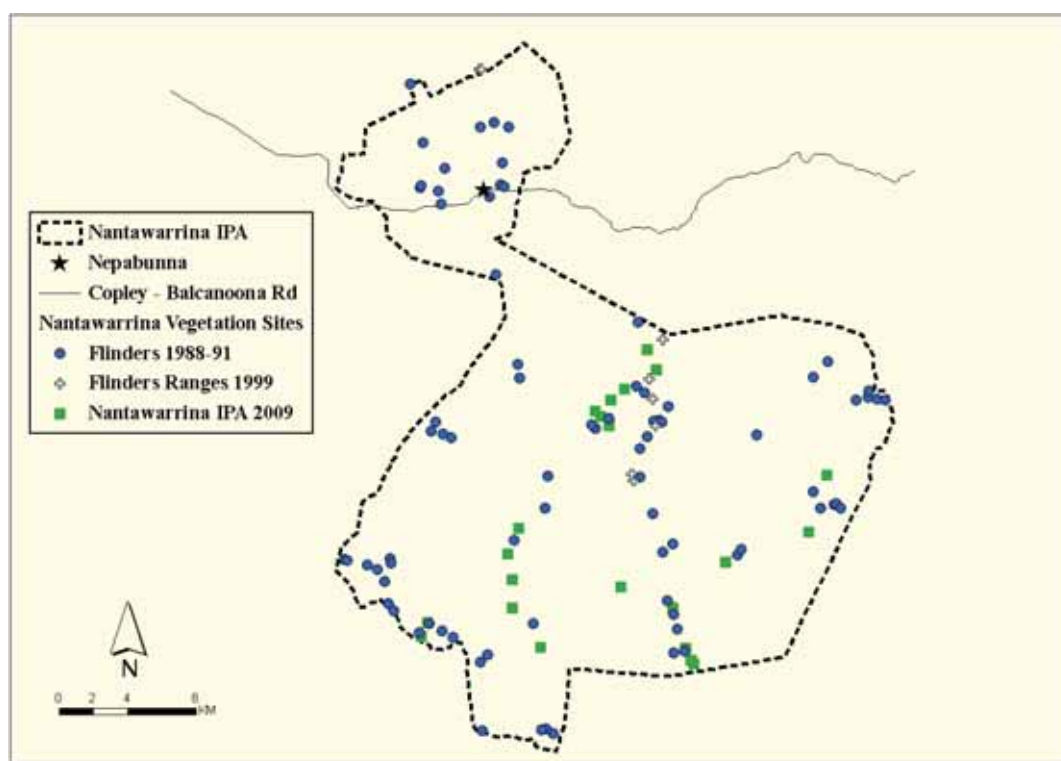 Nantawarrina IPA
Nepabunna
Copley - Balcanoona Rd
Nantawarrina Vegetation Sites
Flinders 1988-91
Flinders Ranges 1999
Nantawarrina IPA 2009
N
0 2 4 8
KM